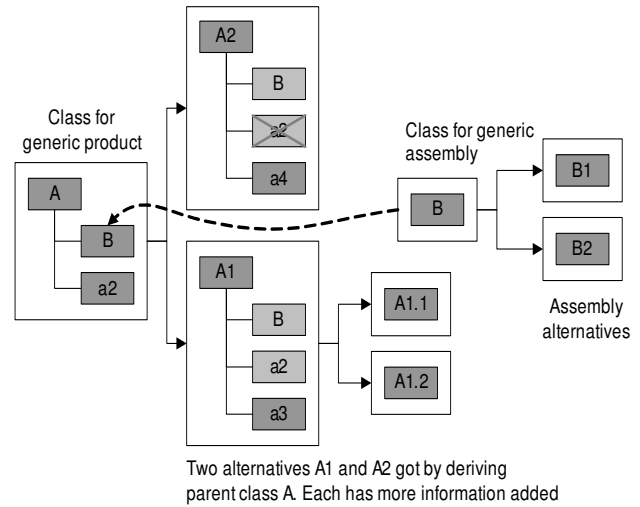 A2
B
a2
a4
Class for
generic product
A
B
a2
Class for generic
assembly
B
B1
B2
Assembly
alternatives
A1
B
a2
a3
A1.1
A1.2
Two alternatives A1 and A2 got by deriving
parent class A. Each has more information added